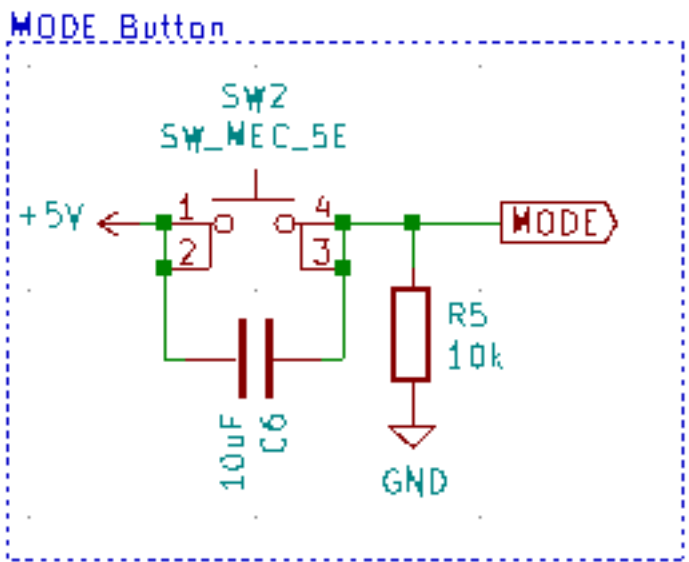 MODE Button
SW2
SW_MEC_5E
+5V
1
4
MODE
2
3
R5
10k
10uF
C6
GND